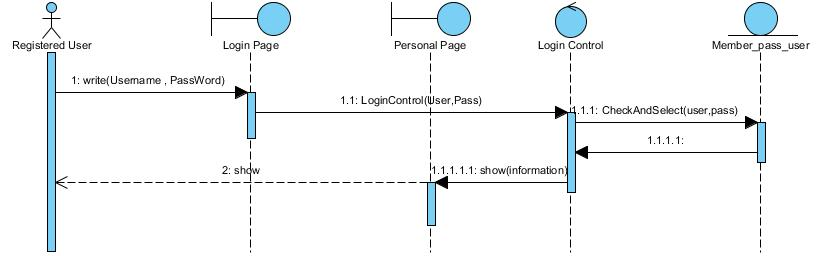 Registered User
Login Page
Personal Page
Login Control
Member_pass_user
1: write(Username , PassWord)
1.1: LoginControl(User,Pass)
1.1.1: CheckAndSelect(user,pass)
1.1.1.1:
2: show
1.1.1.1.1: show(information)